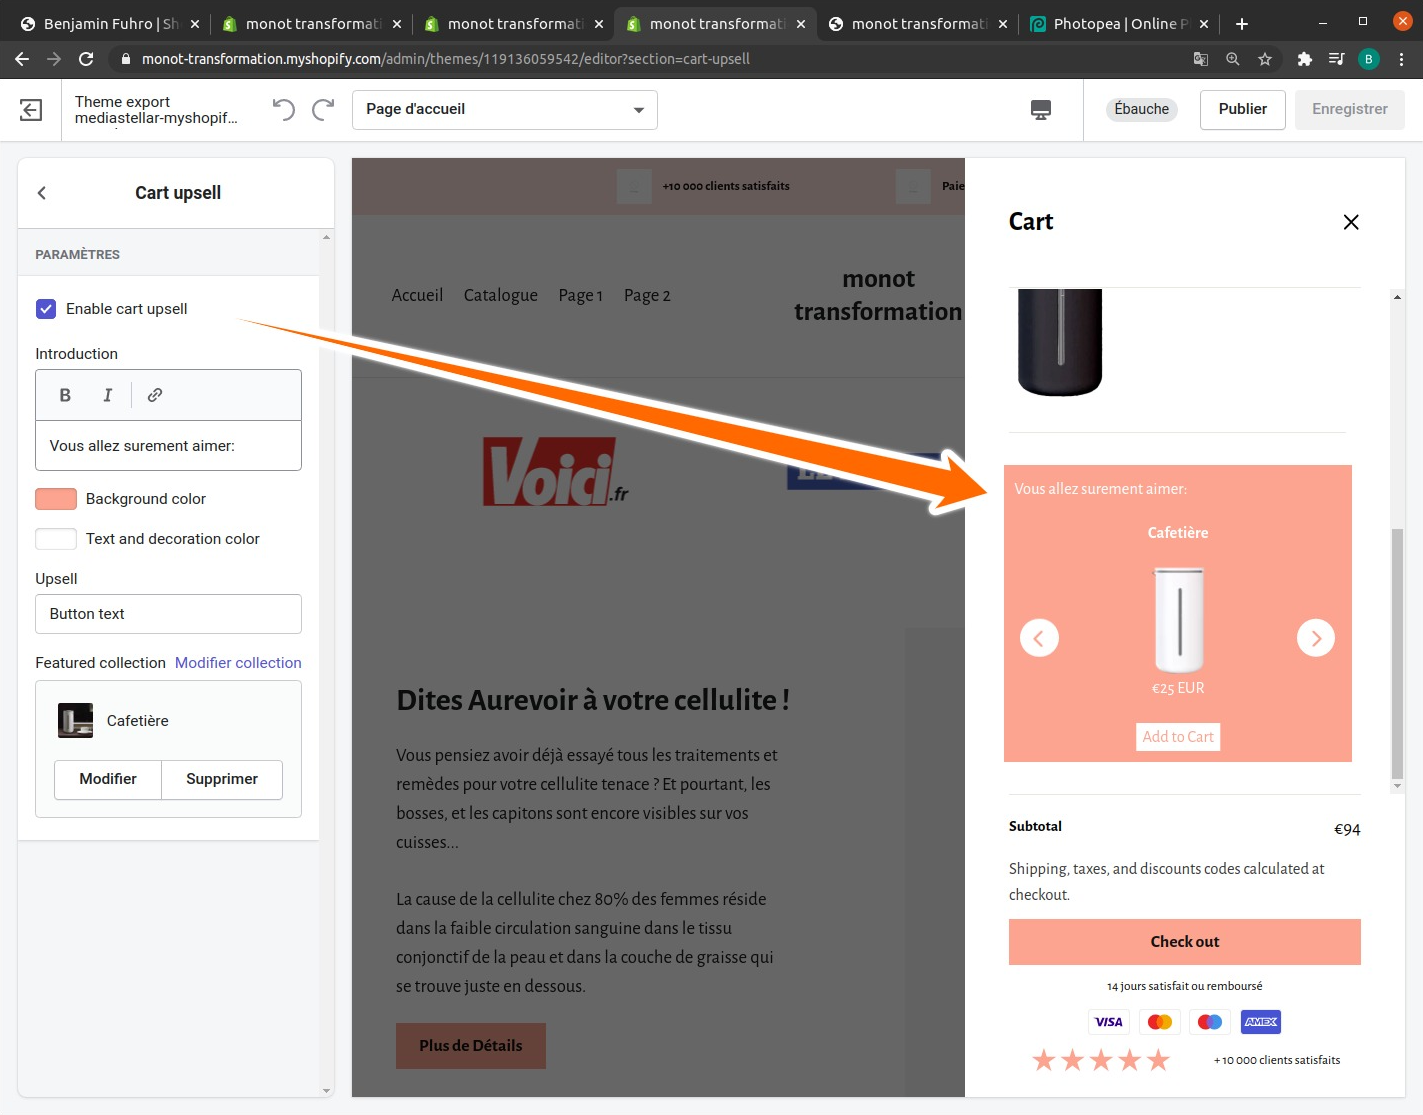 Benjamin Fuhro | Sh
monot transformati
monot transformati
monot transformati
monot transformati
Photopea | Online P
monot-transformation.myshopify.com/admin/themes/119136059542/editor?section=cart-upsell
B
Theme export
mediastellar-myshopif...
Page d'accueil
Ébauche
Publier
Enregistrer
Cart upsell
PARAMÈTRES
Enable cart upsell
Introduction
B I
Vous allez surement aimer:
Background color
Text and decoration color
Upsell
Button text
Featured collection Modifier collection
Cafetière
Modifier
Supprimer
+10 000 clients satisfaits
Paie
Accueil Catalogue Page 1 Page 2
monot
transformation
Voici.fr
Dites Aurevoir à votre cellulite !
Vous pensiez avoir déjà essayé tous les traitements et
remèdes pour votre cellulite tenace ? Et pourtant, les
bosses, et les capitons sont encore visibles sur vos
cuisses...
La cause de la cellulite chez 80% des femmes réside
dans la faible circulation sanguine dans le tissu
conjonctif de la peau et dans la couche de graisse qui
se trouve juste en dessous.
Plus de Détails
Cart
Vous allez surement aimer:
Cafetière
€25 EUR
Add to Cart
Subtotal
€94
Shipping, taxes, and discounts codes calculated at
checkout.
Check out
14 jours satisfait ou remboursé
VISA
AMEX
+ 10 000 clients satisfaits